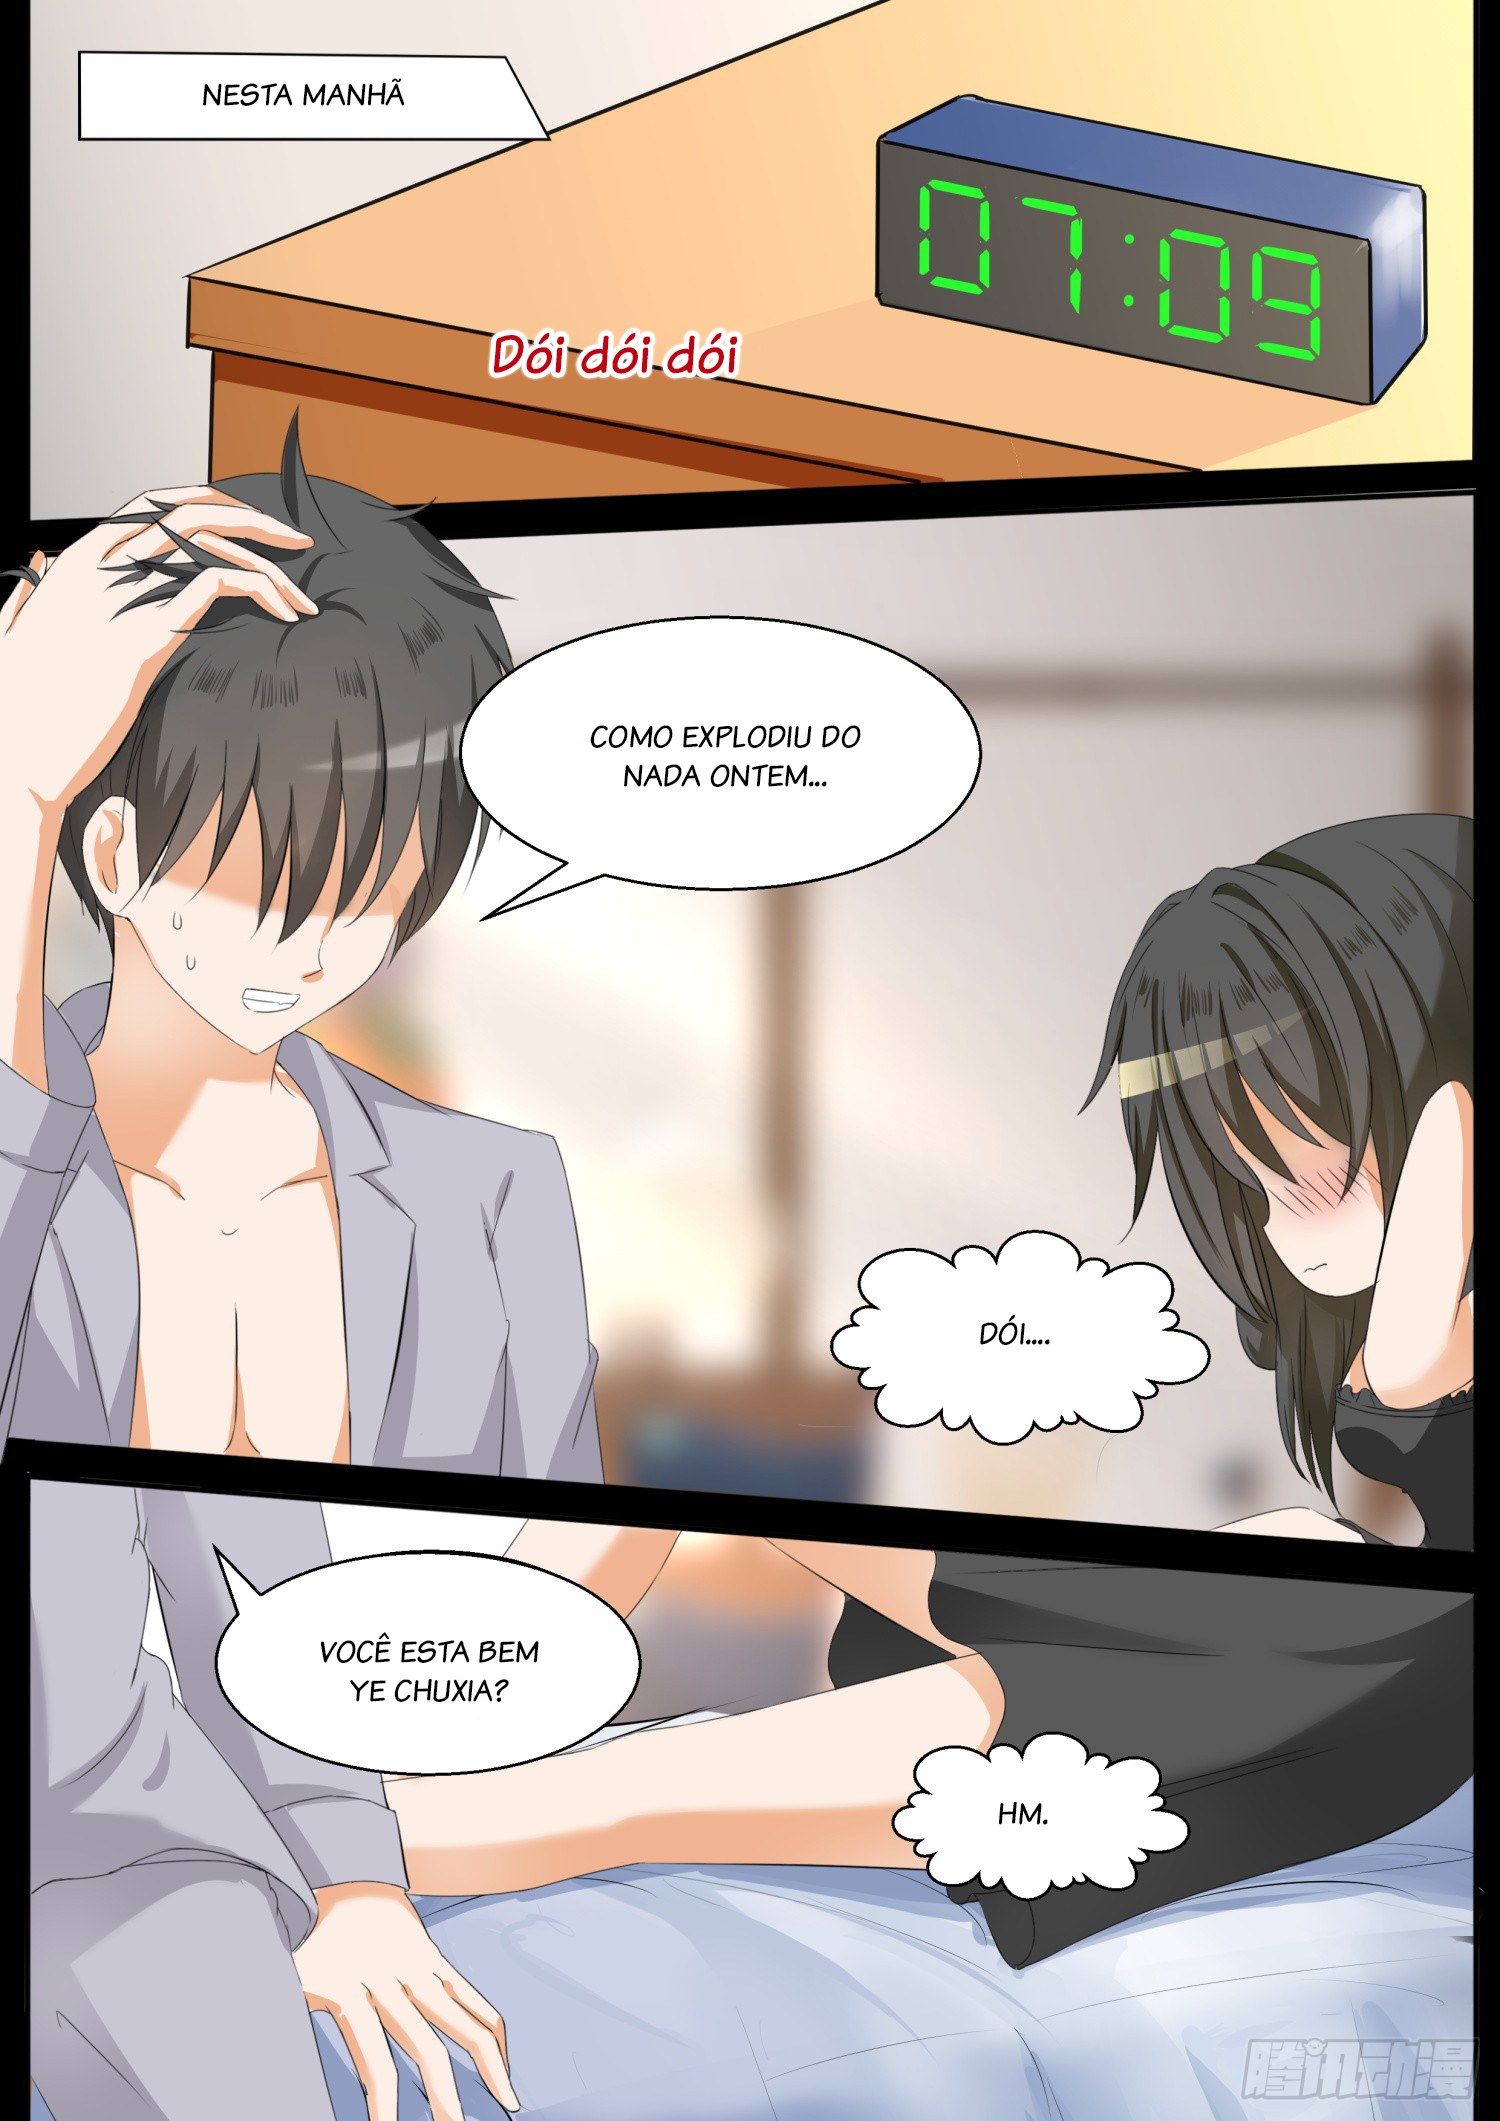 NESTA MANHÃ
07:09
Dói dói dói
COMO EXPLODIU DO
NADA ONTEM...
DÓI....
VOCÊ ESTA BEM
YE CHUXIA?
HM.
腾讯动漫